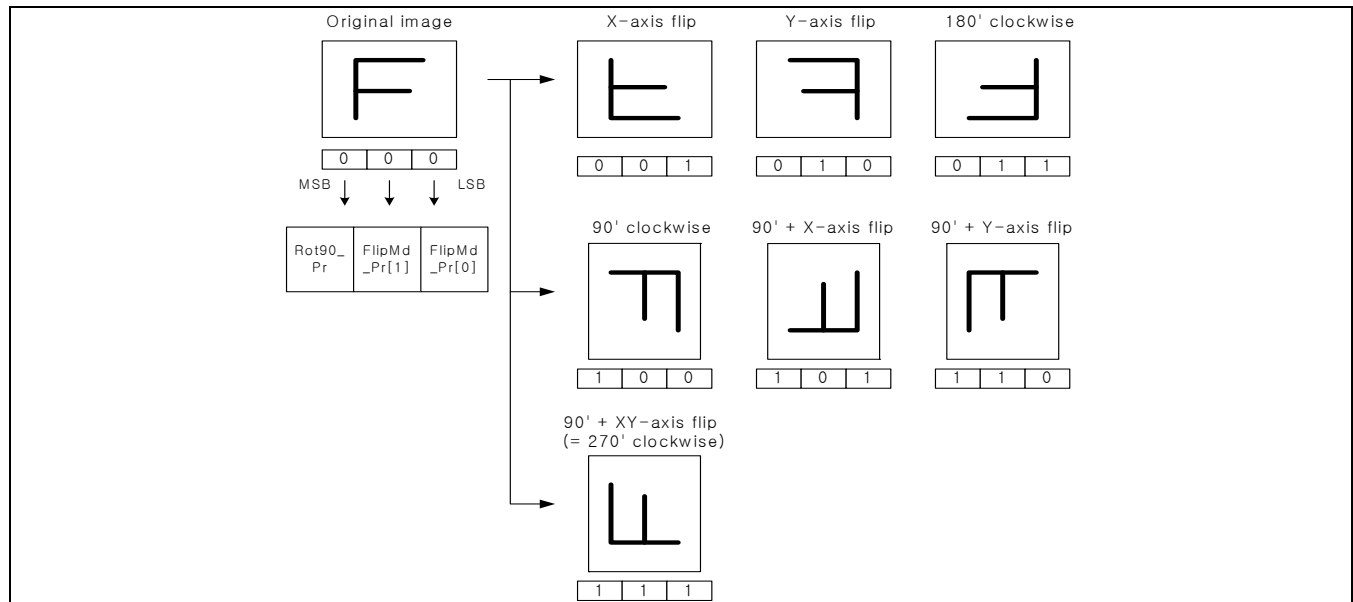 Original image
X-axis flip
Y-axis flip
180' clockwise
0 0 0
0 0 1
0 1 0
0 1 1
MSB
LSB
Rot90_
Pr
FlipMd
_Pr[1]
FlipMd
_Pr[0]
90' clockwise
90' + X-axis flip
90' + Y-axis flip
1 0 0
1 0 1
1 1 0
90' + XY-axis flip
(= 270' clockwise)
1 1 1